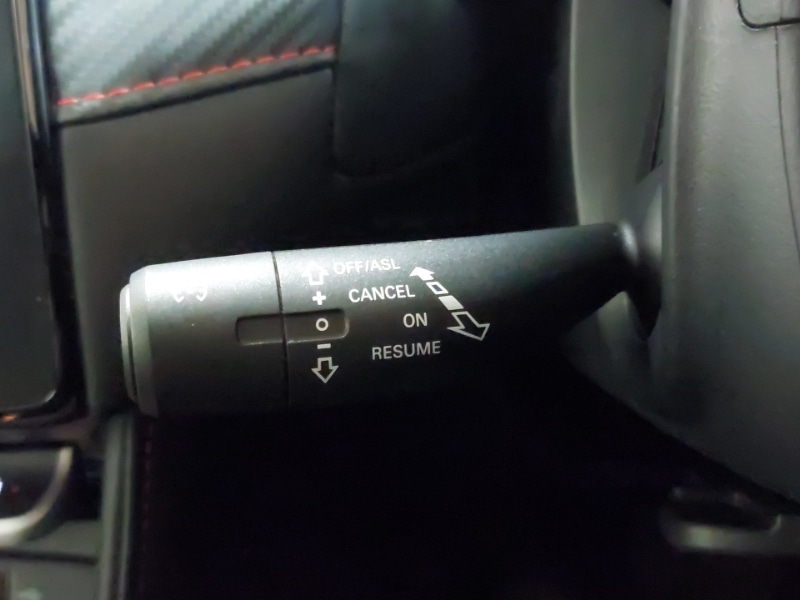 OFF/ASL
+ CANCEL
O ON
− RESUME